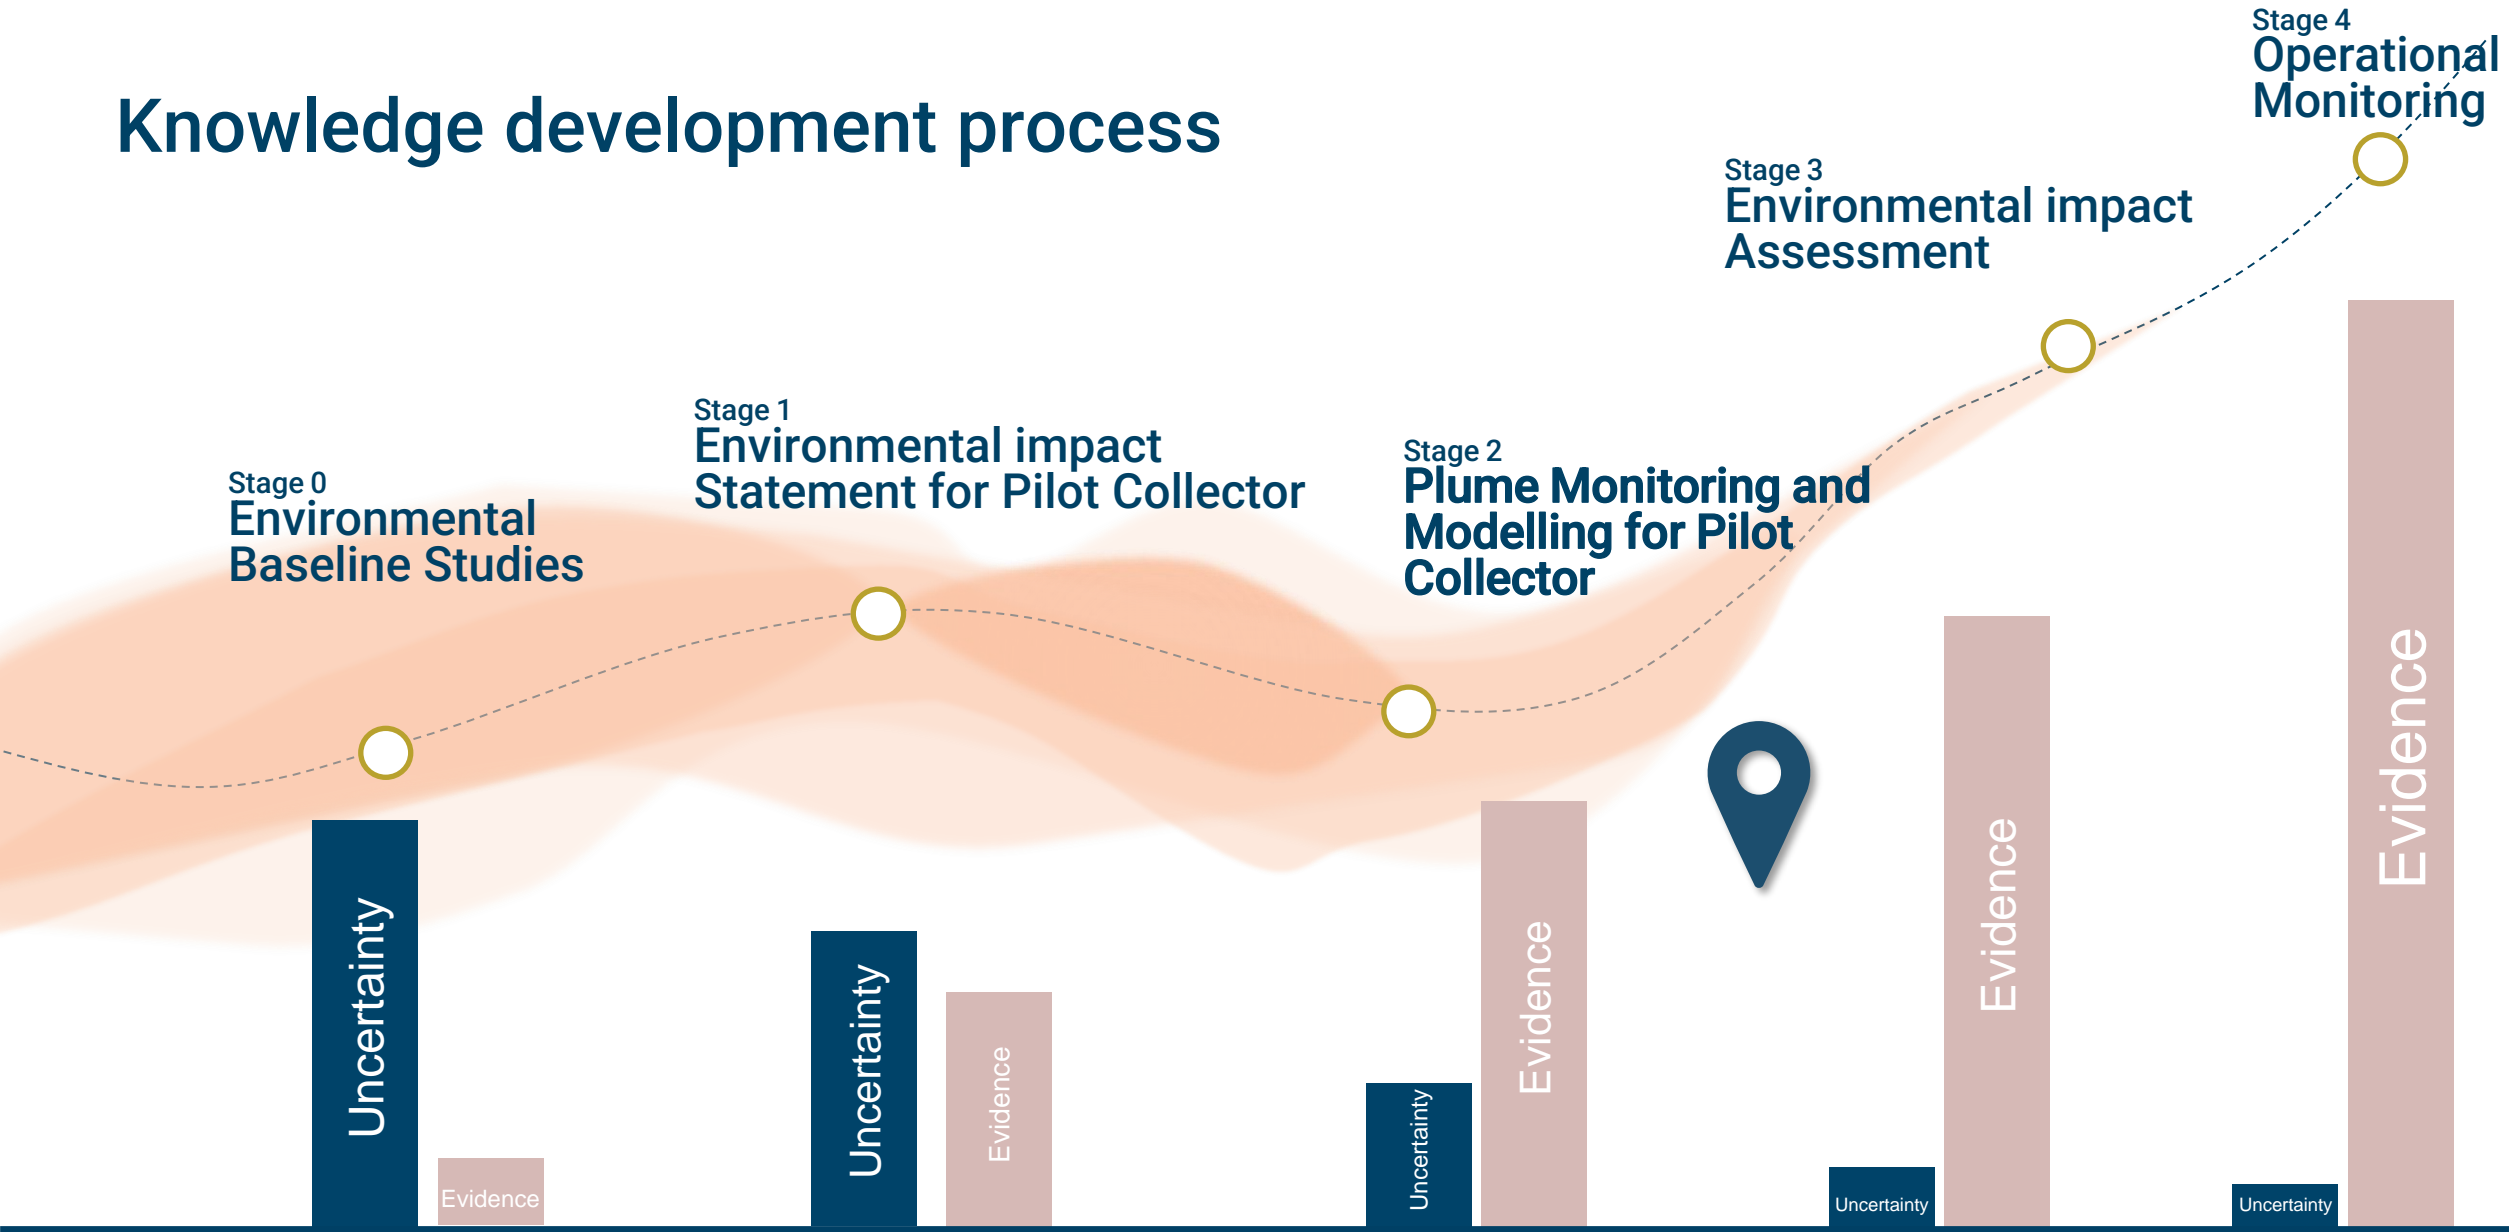 Knowledge development process
Stage 0
Environmental
Baseline Studies
Stage 1
Environmental impact
Statement for Pilot Collector
Stage 2
Plume Monitoring and
Modelling for Pilot
Collector
Stage 3
Environmental impact
Assessment
Stage 4
Operational
Monitoring
Uncertainty
Evidence
Uncertainty
Evidence
Uncertainty
Evidence
Uncertainty
Evidence
Uncertainty
Evidence